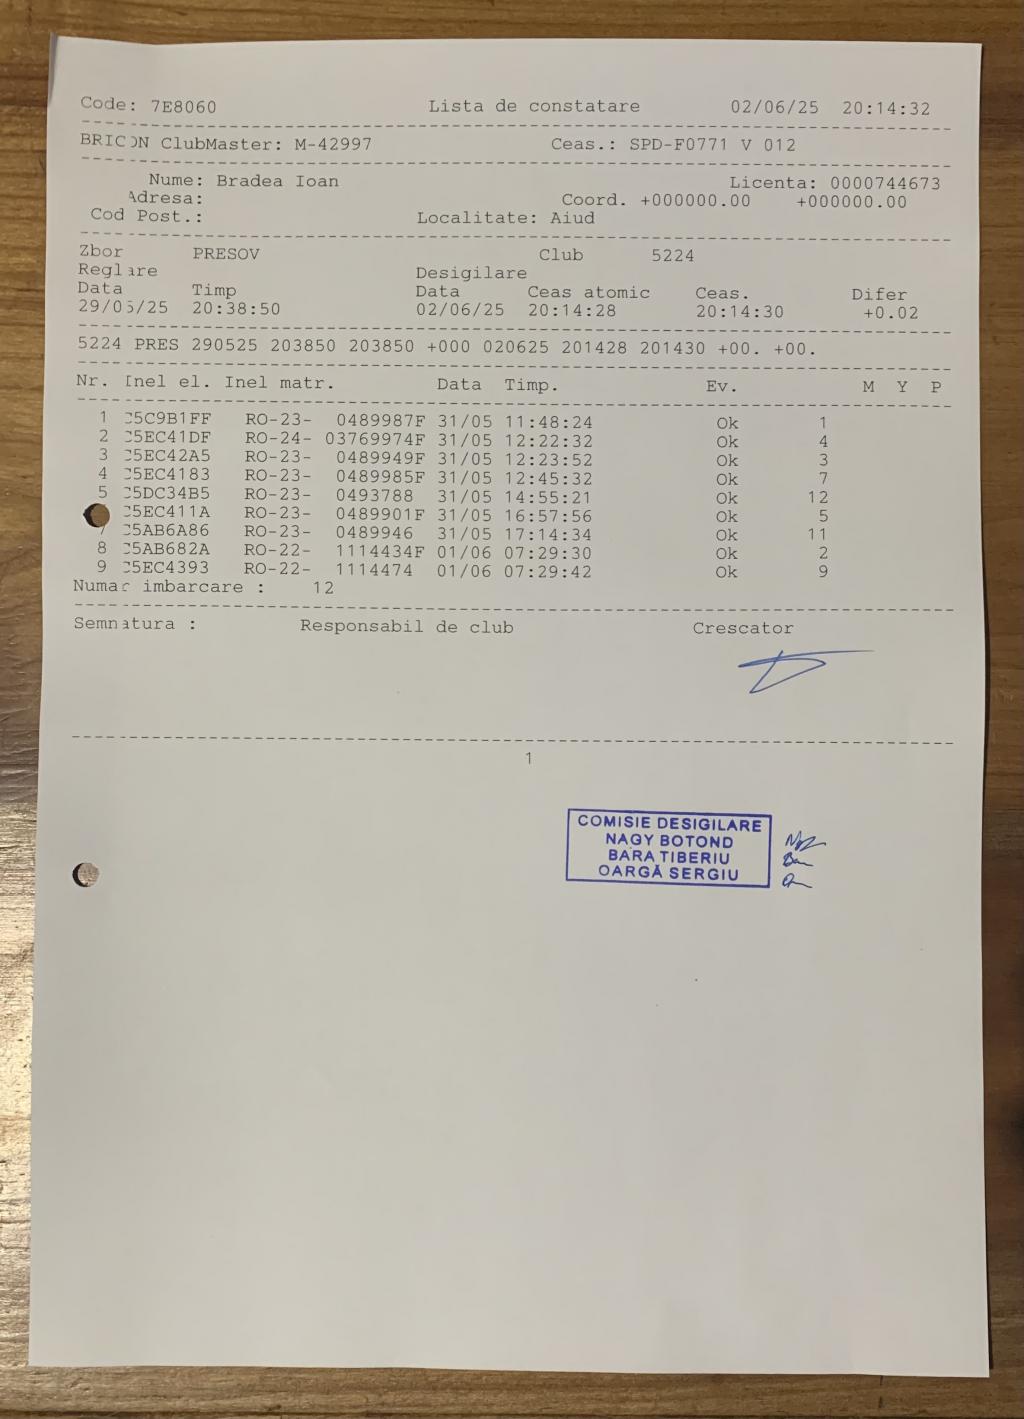 Code: 7E8060 Lista de constatare 02/06/25 20:14:32
BRICON ClubMaster: M-42997 Ceas.: SPD-F0771 V 012
Nume: Bradea Ioan Licenta: 0000744673
Adresa: Coord. +000000.00 +000000.00
Cod Post.: Localitate: Aiud
Zbor PRESOV Club 5224
Reglare Desigilare
Data Timp Data Ceas atomic Ceas. Difer
29/05/25 20:38:50 02/06/25 20:14:28 20:14:30 +0.02
5224 PRES 290525 203850 203850 +000 020625 201428 201430 +00. +00.
Nr. Inel el. Inel matr. Data Timp. Ev. M Y P
1 C5C9B1FF RO-23- 0489987F 31/05 11:48:24 Ok 1
2 C5EC41DF RO-24- 03769974F 31/05 12:22:32 Ok 4
3 C5EC42A5 RO-23- 0489949F 31/05 12:23:52 Ok 3
4 C5EC4183 RO-23- 0489985F 31/05 12:45:32 Ok 7
5 C5DC34B5 RO-23- 0493788 31/05 14:55:21 Ok 12
C5EC411A RO-23- 0489901F 31/05 16:57:56 Ok 5
7 C5AB6A86 RO-23- 0489946 31/05 17:14:34 Ok 11
8 C5AB682A RO-22- 1114434F 01/06 07:29:30 Ok 2
9 C5EC4393 RO-22- 1114474 01/06 07:29:42 Ok 9
Numar imbarcare : 12
Semnatura : Responsabil de club Crescator
1
COMISIE DESIGILARE
NAGY BOTOND
BARA TIBERIU
OARGĂ SERGIU